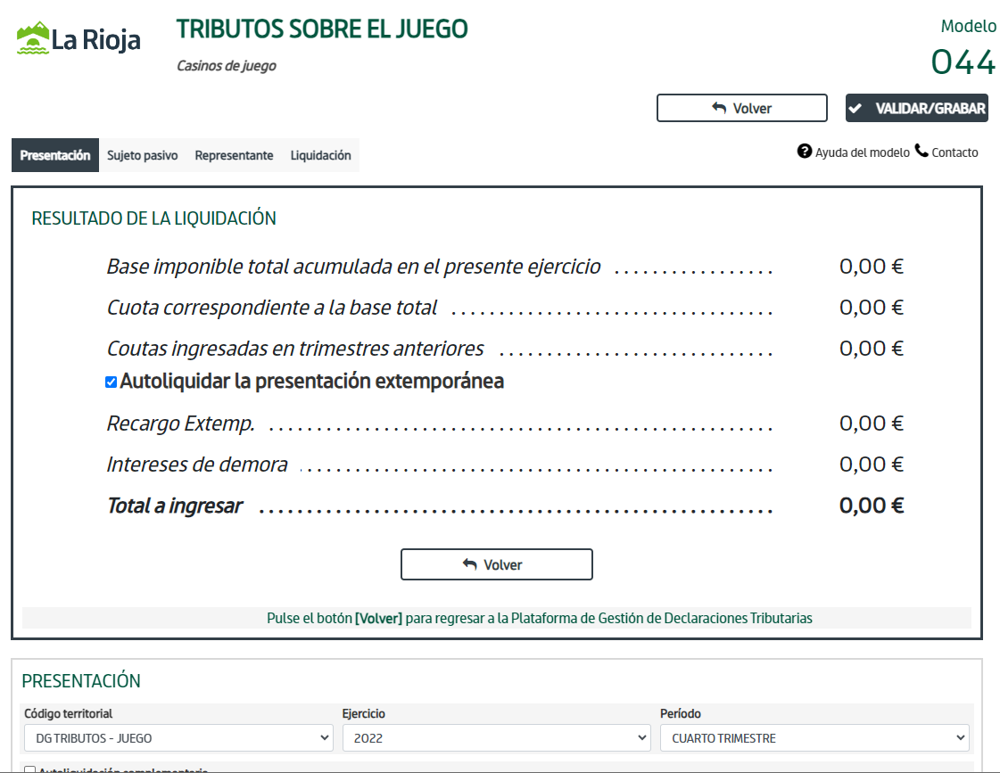 La Rioja
TRIBUTOS SOBRE EL JUEGO
Casinos de juego
Modelo
044
Volver
VALIDAR/GRABAR
Presentación Sujeto pasivo Representante Liquidación
Ayuda del modelo Contacto
RESULTADO DE LA LIQUIDACIÓN
Base imponible total acumulada en el presente ejercicio ................. 0,00 €
Cuota correspondiente a la base total .................................. 0,00 €
Coutas ingresadas en trimestres anteriores ............................. 0,00 €
Autoliquidar la presentación extemporánea
Recargo Extemp. ..................................................... 0,00 €
Intereses de demora .................................................. 0,00 €
Total a ingresar ...................................................... 0,00 €
Volver
Pulse el botón [Volver] para regresar a la Plataforma de Gestión de Declaraciones Tributarias
PRESENTACIÓN
Código territorial Ejercicio Período
DG TRIBUTOS - JUEGO 2022 CUARTO TRIMESTRE
Autoliquidación complementaria